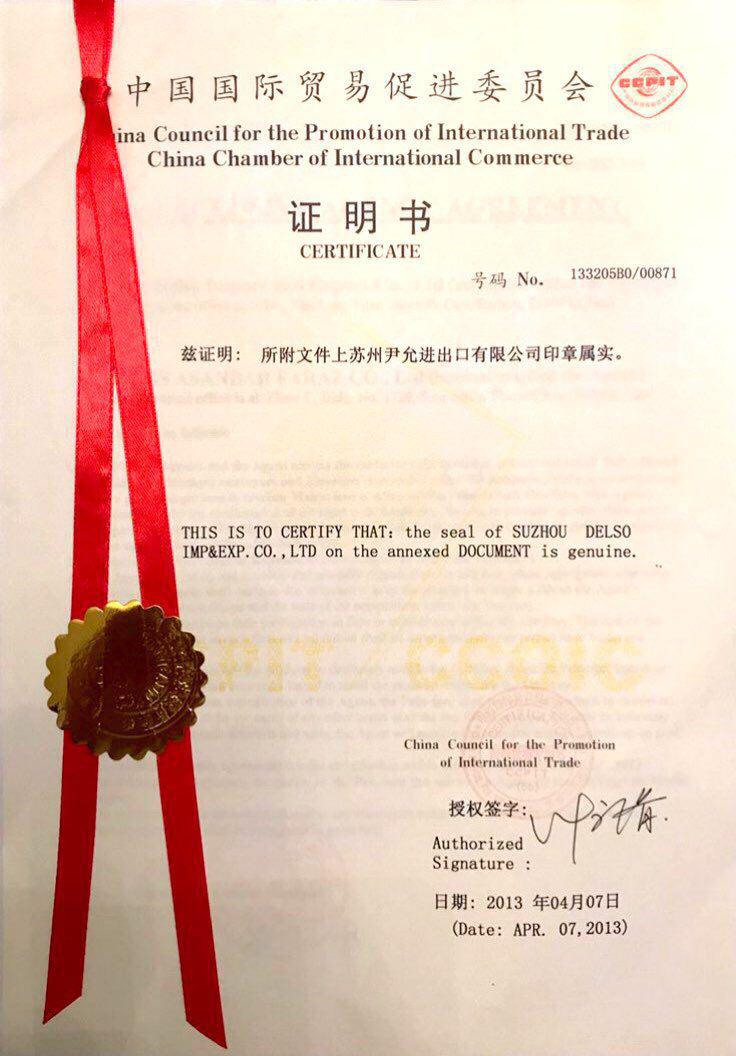 中国国际贸易促进委员会
CCPIT
ina Council for the Promotion of International Trade
China Chamber of International Commerce
证明书
CERTIFICATE
号码 No. 133205B0/00871
兹证明: 所附文件上苏州尹允进出口有限公司印章属实。
THIS IS TO CERTIFY THAT: the seal of SUZHOU DELSO
IMP&EXP.CO.,LTD on the annexed DOCUMENT is genuine.
CPIT / CCOIC
China Council for the Promotion
of International Trade
CCPIT
授权签字:
Authorized
Signature :
日期: 2013 年04月07日
(Date: APR. 07,2013)